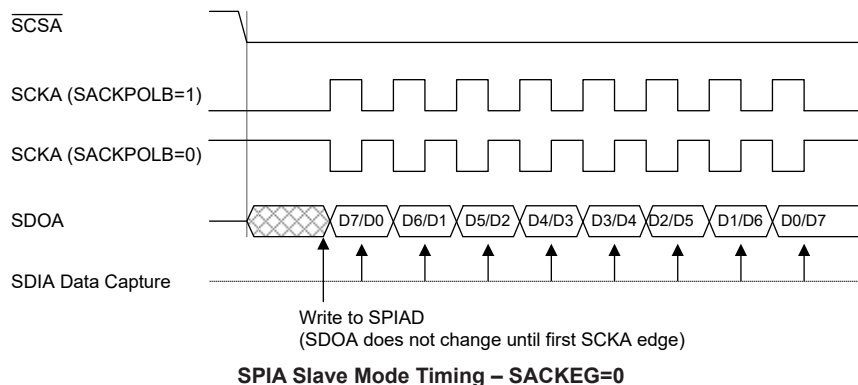 SCSA
SCKA (SACKPOLB=1)
SCKA (SACKPOLB=0)
SDOA
D7/D0 D6/D1 D5/D2 D4/D3 D3/D4 D2/D5 D1/D6 D0/D7
SDIA Data Capture
Write to SPIAD
(SDOA does not change until first SCKA edge)
SPIA Slave Mode Timing – SACKEG=0